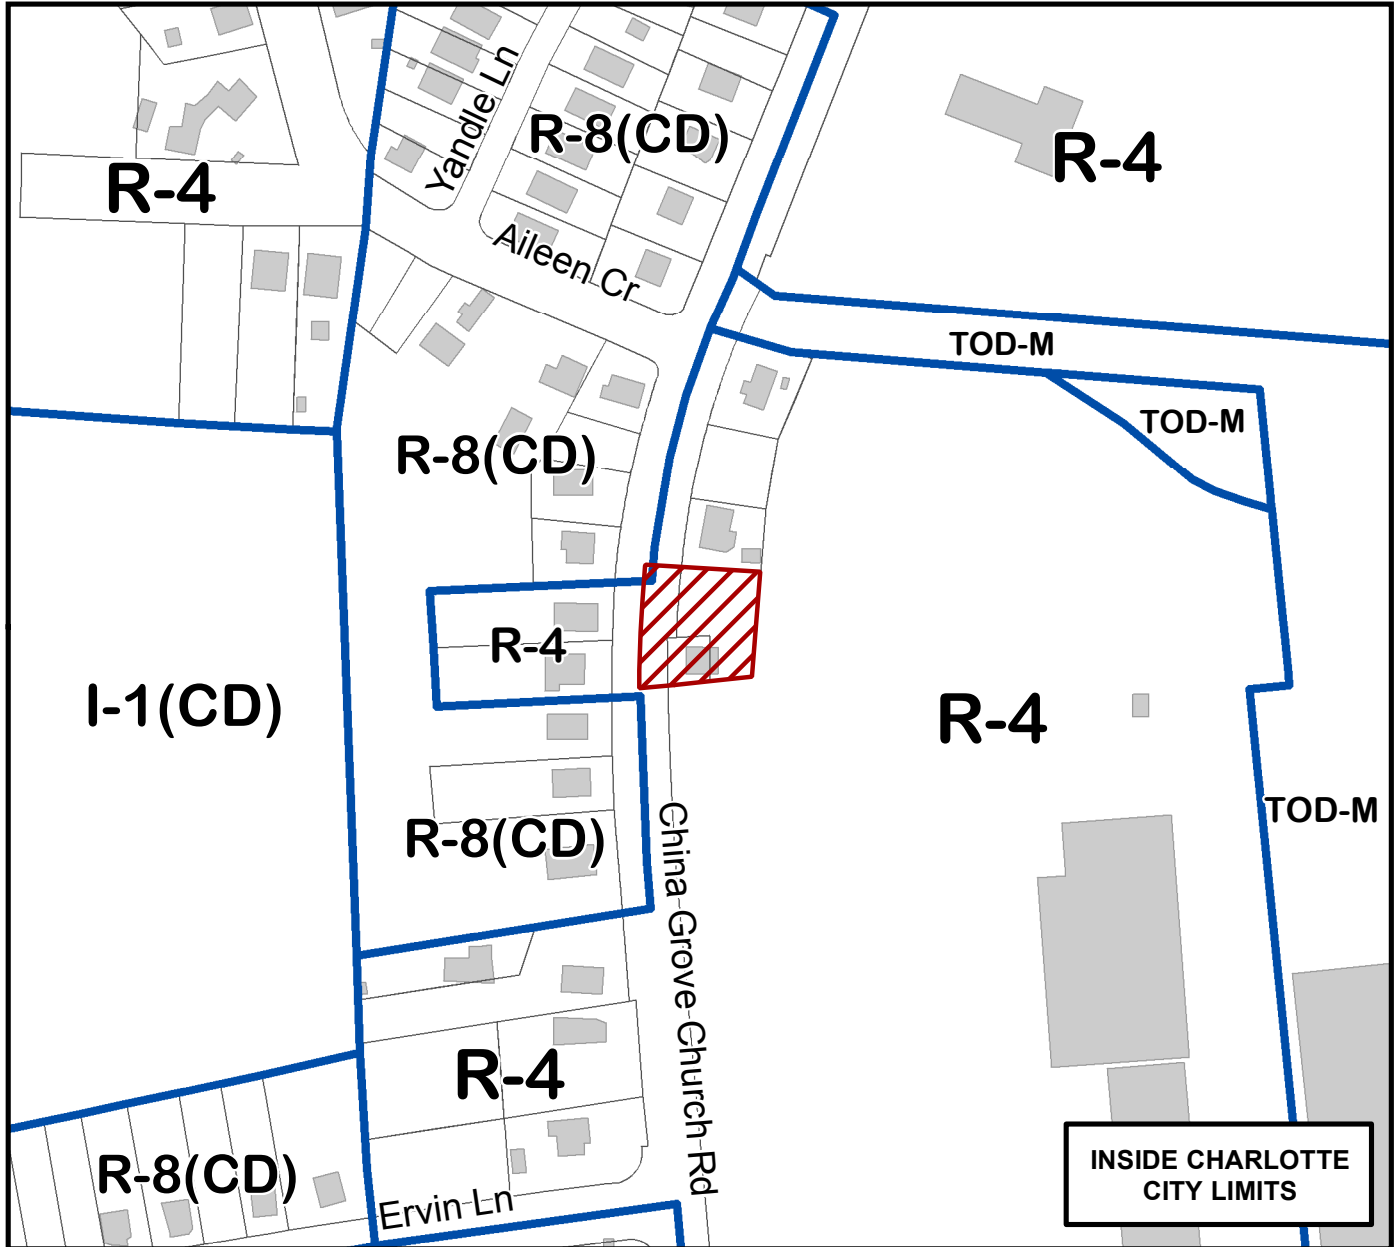 Yandle Ln
R-8(CD)
R-4
R-4
Aileen Cr
TOD-M
TOD-M
R-8(CD)
R-4
I-1(CD)
R-4
TOD-M
R-8(CD)
China Grove Church Rd
R-4
R-8(CD)
Ervin Ln
INSIDE CHARLOTTE
CITY LIMITS